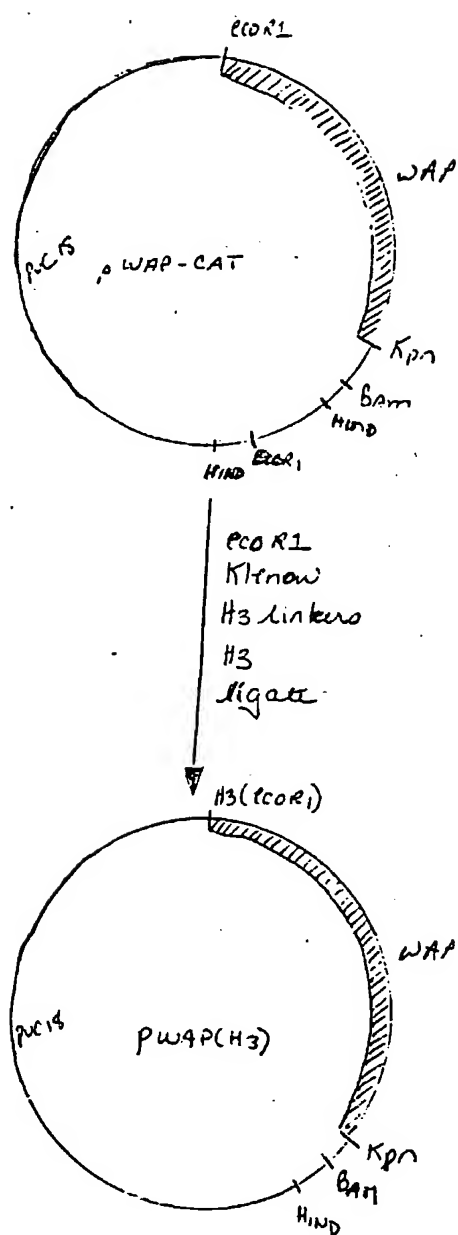 ecoR1
WAP
pUC18
pWAP-CAT
Kpn
BAM
HIND
EcoR1
HIND
ecoR1
Klenow
H3 linkers
H3
ligate
H3(ecoR1)
WAP
pUC18
pWAP(H3)
Kpn
BAM
HIND